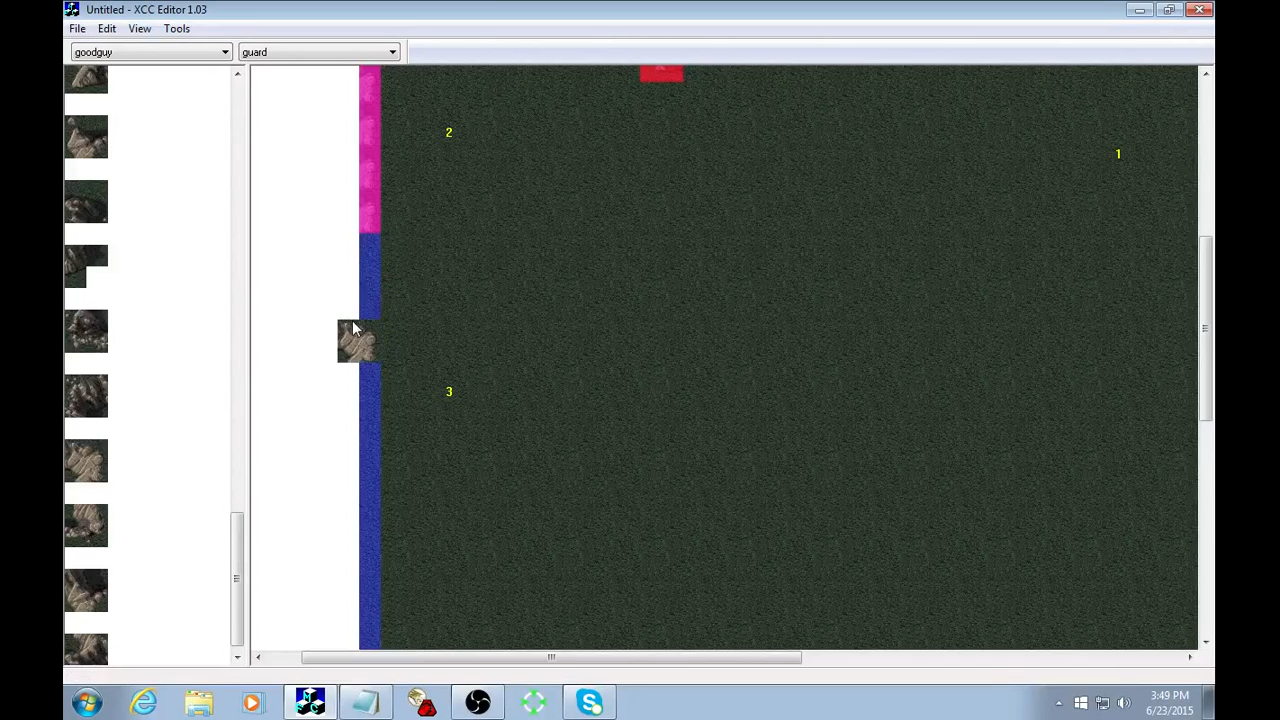 Untitled - XCC Editor 1.03
File Edit View Tools
goodguy guard
2
1
3
3:49 PM
6/23/2015